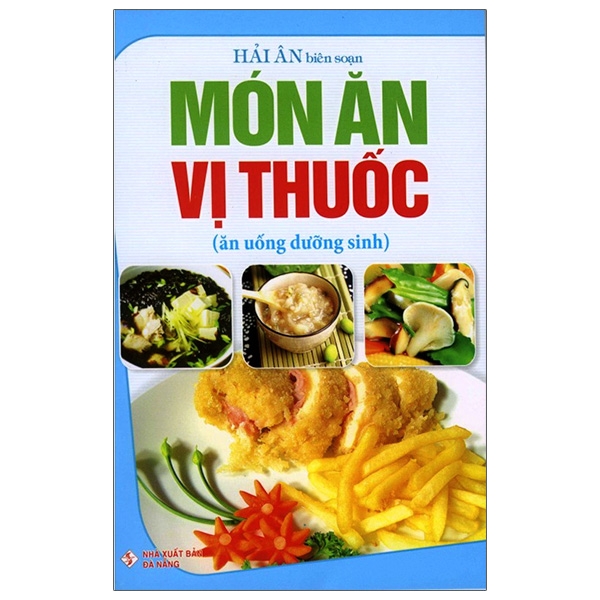 HẢI ÂN biên soạn
MÓN ĂN
VỊ THUỐC
(ăn uống dưỡng sinh)
NHÀ XUẤT BẢN
ĐÀ NẴNG